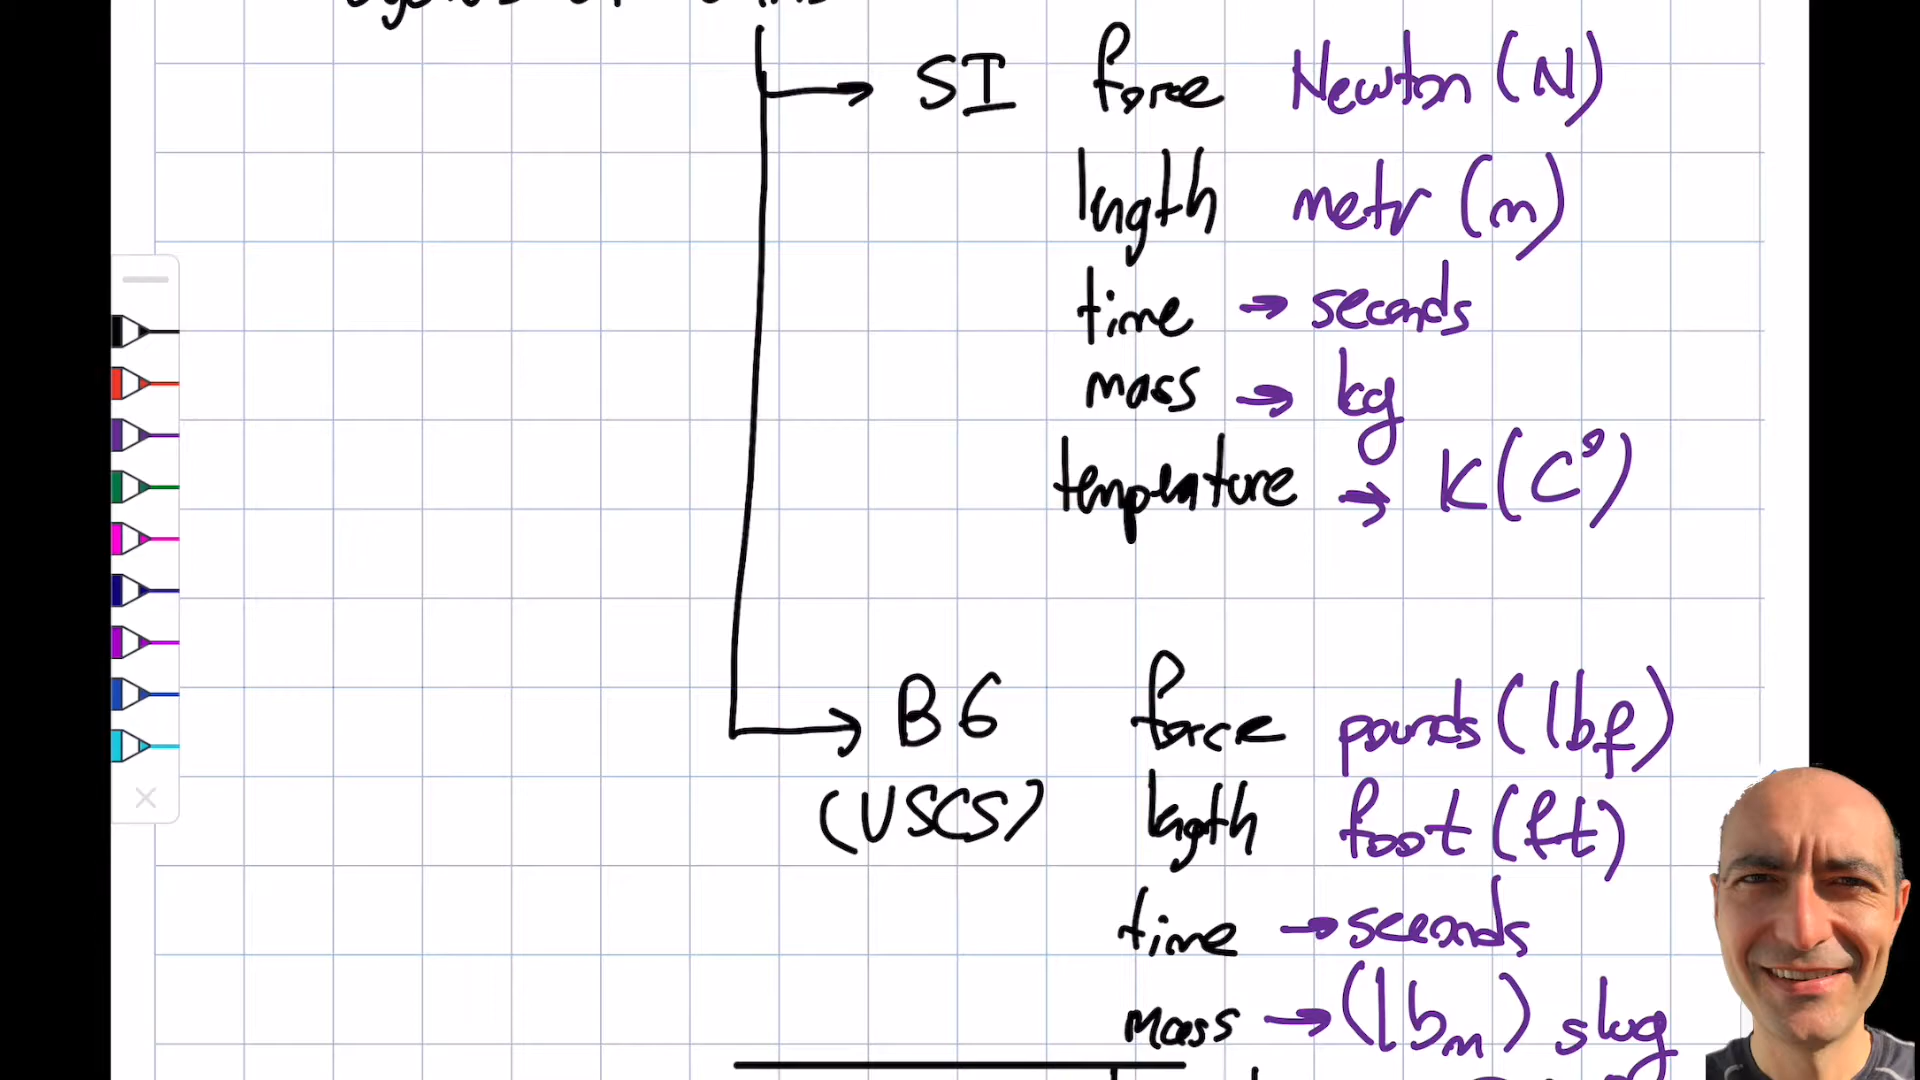 SI force Newton (N)
length metr (m)
time → seconds
mass → kg
temperature → K (C°)
BG force pounds (lbf)
(USCS) length foot (ft)
time → seconds
mass → (lbm) slug